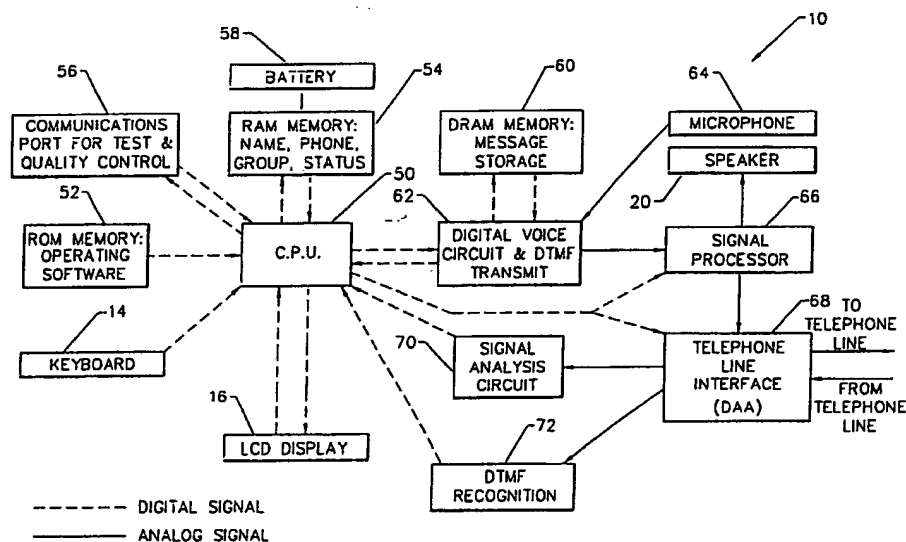 10
58
BATTERY
56
COMMUNICATIONS
PORT FOR TEST &
QUALITY CONTROL
54
RAM MEMORY:
NAME, PHONE,
GROUP, STATUS
60
DRAM MEMORY:
MESSAGE
STORAGE
64
MICROPHONE
SPEAKER
20
52
ROM MEMORY:
OPERATING
SOFTWARE
50
C.P.U.
62
DIGITAL VOICE
CIRCUIT & DTMF
TRANSMIT
66
SIGNAL
PROCESSOR
14
KEYBOARD
70
SIGNAL
ANALYSIS
CIRCUIT
68
TELEPHONE
LINE
INTERFACE
(DAA)
TO
TELEPHONE
LINE
FROM
TELEPHONE
LINE
16
LCD DISPLAY
72
DTMF
RECOGNITION
DIGITAL SIGNAL
ANALOG SIGNAL